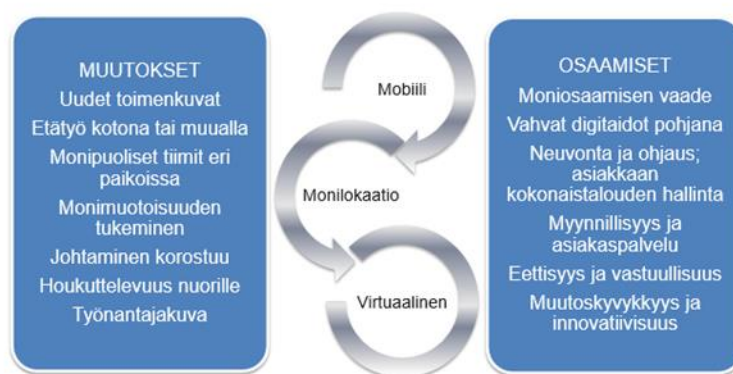 MUUTOKSET
Uudet toimenkuvat
Etätyö kotona tai muualla
Monipuoliset tiimit eri
paikoissa
Monimuotoisuuden
tukeminen
Johtaminen korostuu
Houkuttelevuus nuorille
Työnantajakuva
Mobiili
Monilokaatio
Virtuaalinen
OSAAMISET
Moniosaamisen vaade
Vahvat digitaidot pohjana
Neuvonta ja ohjaus;
asiakkaan
kokonaistalouden hallinta
Myynnillisyys ja
asiakaspalvelu
Eettisyys ja vastuullisuus
Muutoskyvykkyys ja
innovatiivisuus